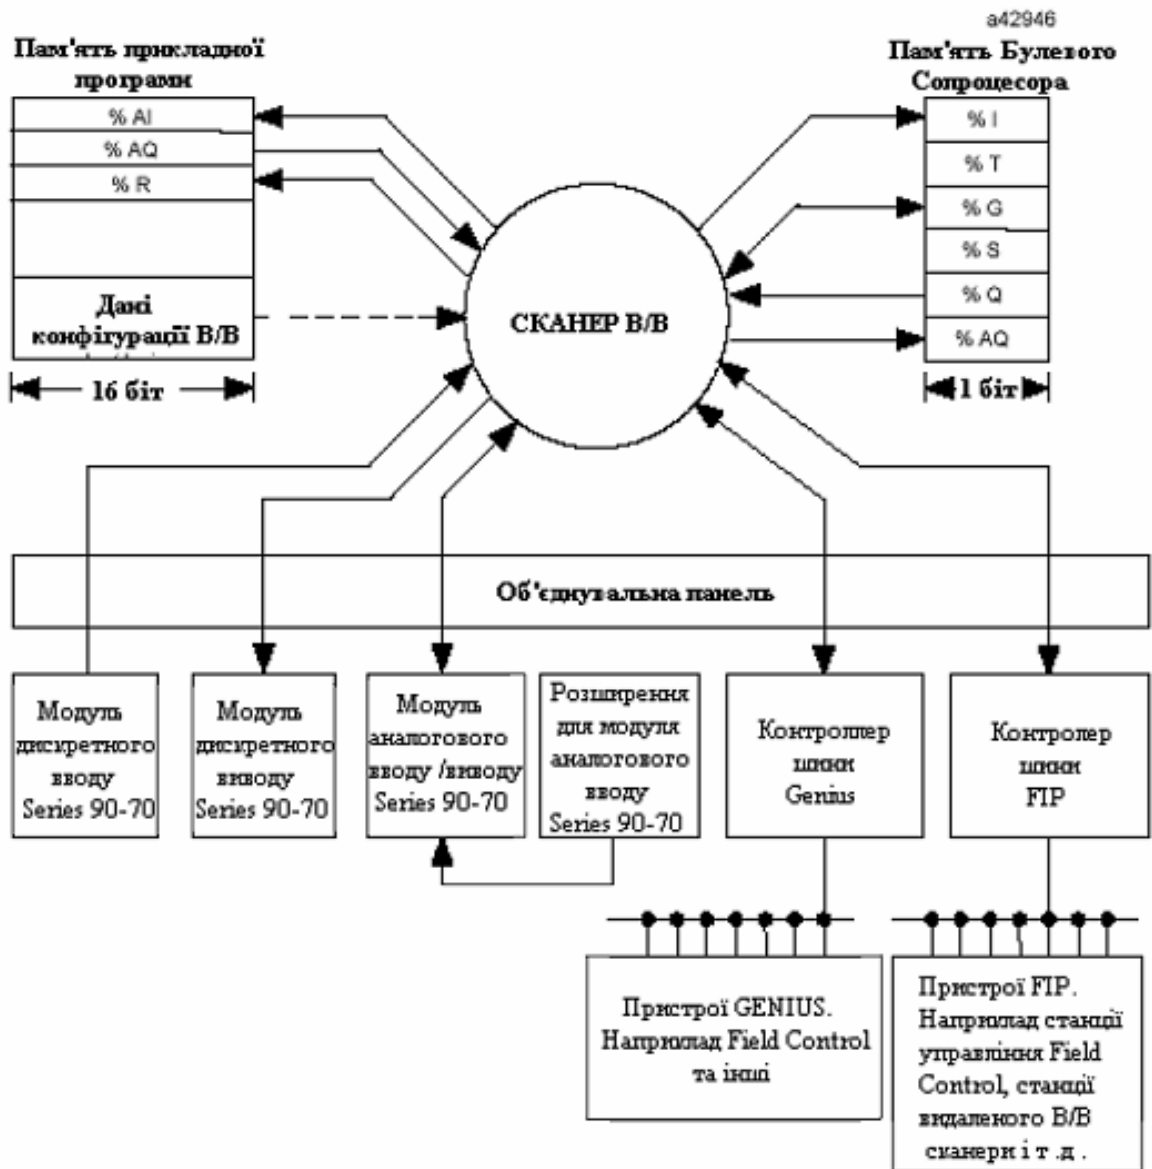 a42946
Пам'ять прикладної
програми
Пам'ять Булевого
Сопроцесора
% AI
% AQ
% R
Дані
конфігурації В/В
16 біт
СКАНЕР В/В
% I
% T
% G
% S
% Q
% AQ
1 біт
Об'єднувальна панель
Модуль
дискретного
вводу
Series 90-70
Модуль
дискретного
виводу
Series 90-70
Модуль
аналогового
вводу /виводу
Series 90-70
Розширення
для модуля
аналогового
вводу
Series 90-70
Контроллер
шини
Genius
Контролер
шини
FIP
Пристрої GENIUS.
Наприклад Field Control
та інші
Пристрої FIP.
Наприклад станції
управління Field
Control, станції
видаленого В/В
сканери і т .д .